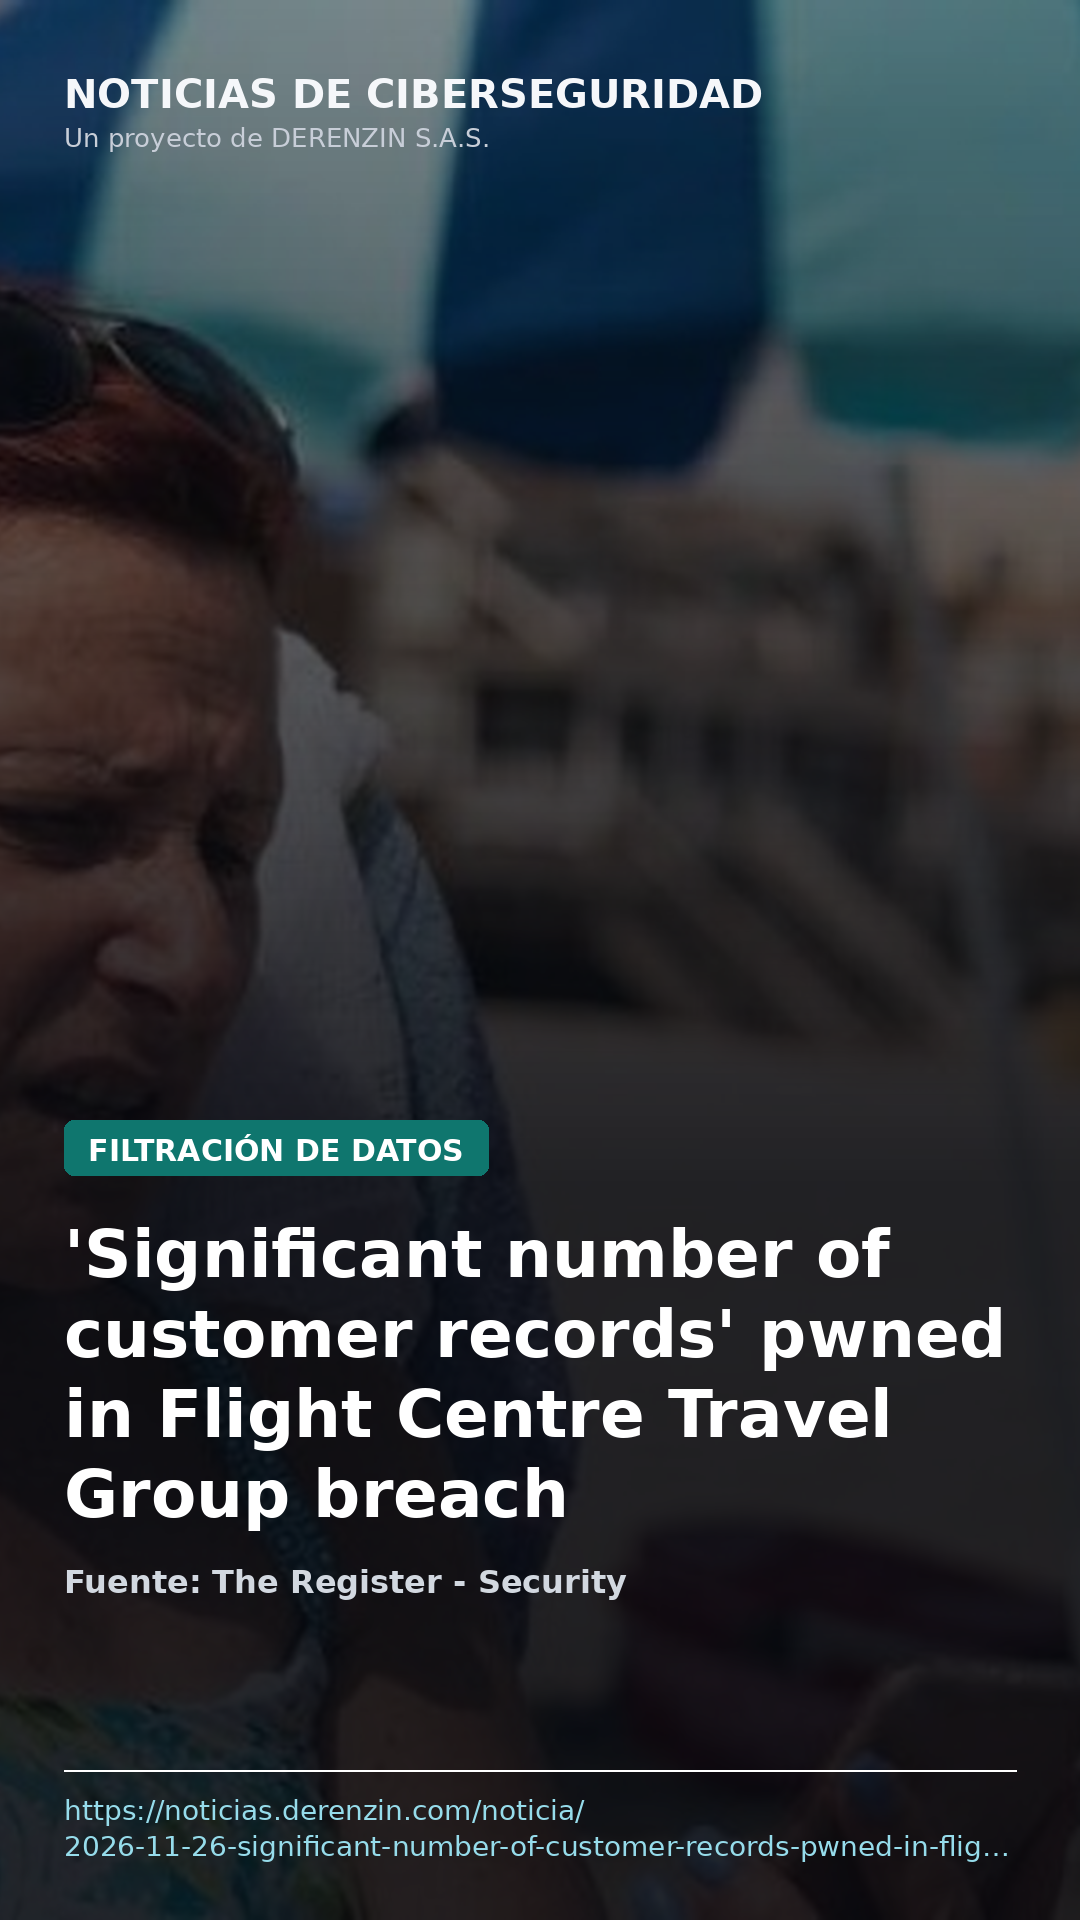 NOTICIAS DE CIBERSEGURIDAD
Un proyecto de DERENZIN S.A.S.
FILTRACIÓN DE DATOS
'Significant number of
customer records' pwned
in Flight Centre Travel
Group breach
Fuente: The Register - Security
https://noticias.derenzin.com/noticia/
2026-11-26-significant-number-of-customer-records-pwned-in-flig…